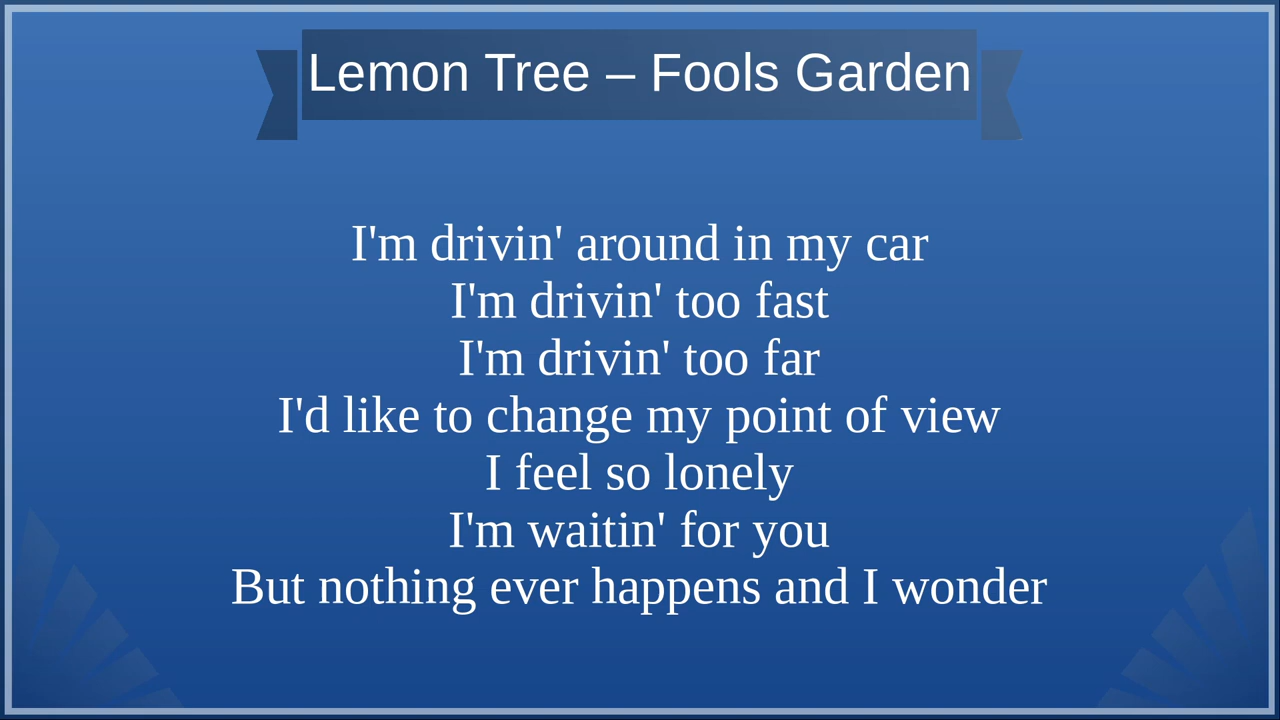 Lemon Tree – Fools Garden
I'm drivin' around in my car
I'm drivin' too fast
I'm drivin' too far
I'd like to change my point of view
I feel so lonely
I'm waitin' for you
But nothing ever happens and I wonder